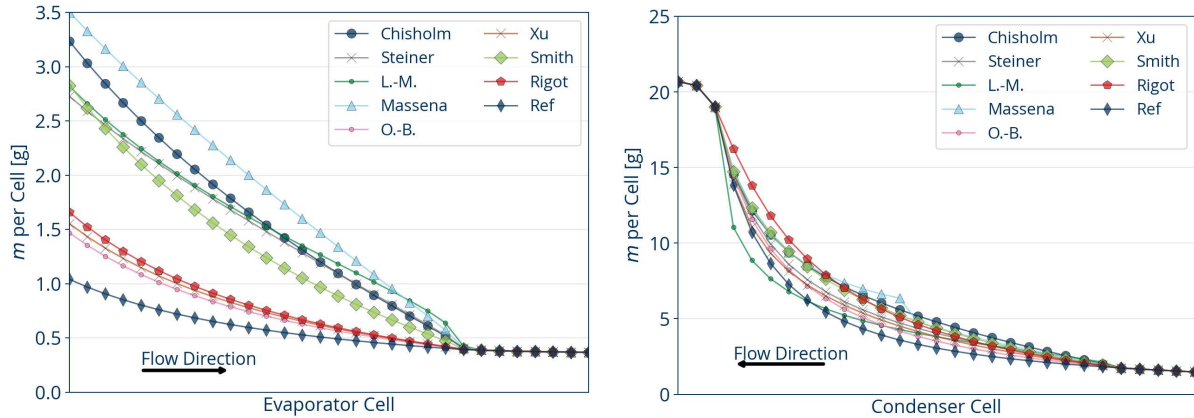 m per Cell [g]
3.5
3.0
2.5
2.0
1.5
1.0
0.5
0.0
Chisholm
Steiner
L.-M.
Massena
O.-B.
Xu
Smith
Rigot
Ref
Flow Direction
Evaporator Cell
m per Cell [g]
25
20
15
10
5
0
Chisholm
Steiner
L.-M.
Massena
O.-B.
Xu
Smith
Rigot
Ref
Flow Direction
Condenser Cell